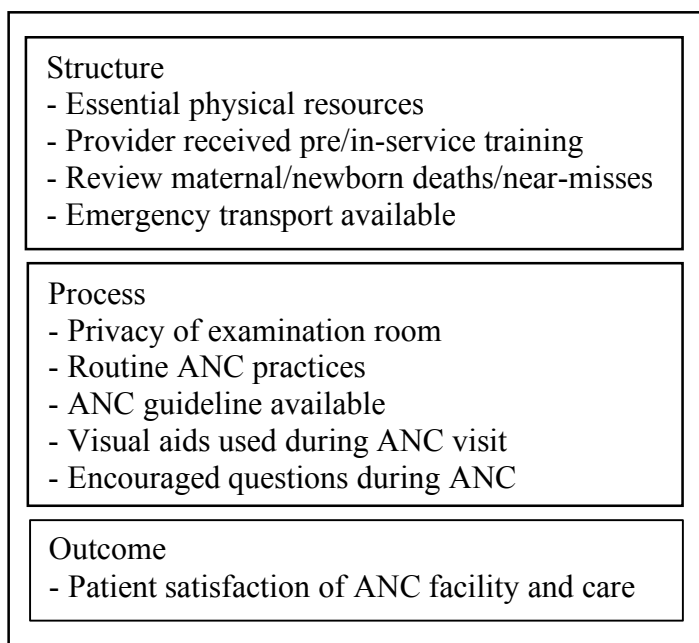 Structure
- Essential physical resources
- Provider received pre/in-service training
- Review maternal/newborn deaths/near-misses
- Emergency transport available
Process
- Privacy of examination room
- Routine ANC practices
- ANC guideline available
- Visual aids used during ANC visit
- Encouraged questions during ANC
Outcome
- Patient satisfaction of ANC facility and care